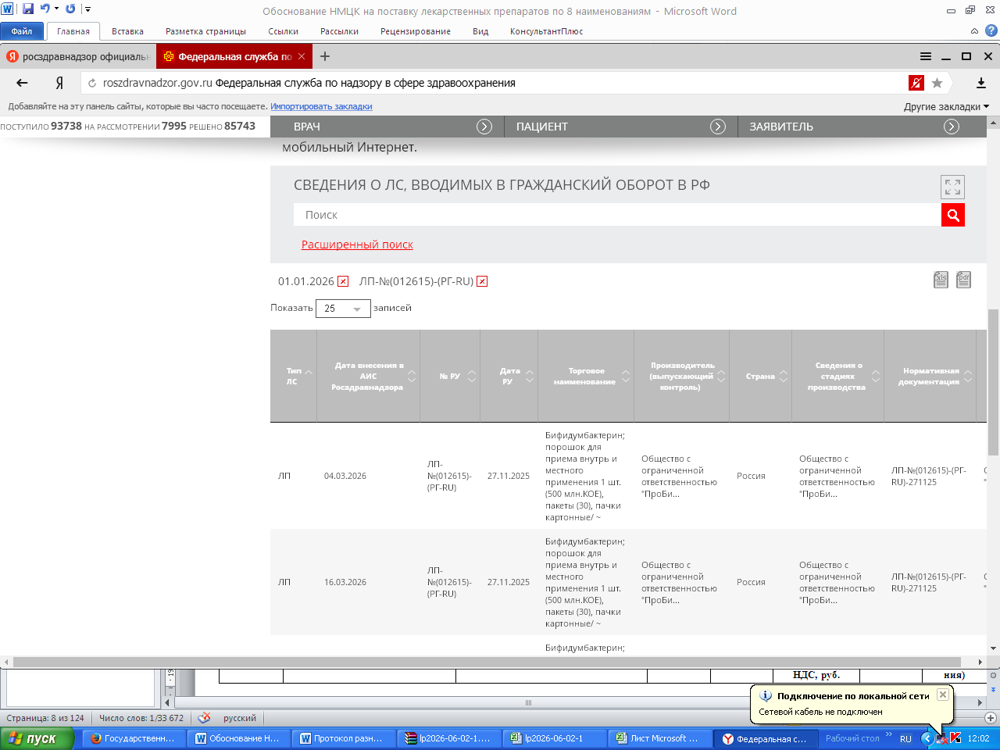 Обоснование НМЦК на поставку лекарственных препаратов по 8 наименованиям - Microsoft Word
Файл Главная Вставка Разметка страницы Ссылки Рассылки Рецензирование Вид КонсультантПлюс
росздравнадзор официальн Федеральная служба по
roszdravnadzor.gov.ru Федеральная служба по надзору в сфере здравоохранения
Добавляйте на эту панель сайты, которые вы часто посещаете. Импортировать закладки Другие закладки
ПОСТУПИЛО 93738 НА РАССМОТРЕНИИ 7995 РЕШЕНО 85743
ВРАЧ ПАЦИЕНТ ЗАЯВИТЕЛЬ
мобильный Интернет.
СВЕДЕНИЯ О ЛС, ВВОДИМЫХ В ГРАЖДАНСКИЙ ОБОРОТ В РФ
Поиск
Расширенный поиск
01.01.2026 ЛП-№(012615)-(РГ-RU)
xls pdf
Показать 25 записей
Тип
ЛС
Дата внесения в
АИС
Росздравнадзора
№ РУ
Дата
РУ
Торговое
наименование
Производитель
(выпускающий
контроль)
Страна
Сведения о
стадиях
производства
Нормативная
документация
ЛП
04.03.2026
ЛП-
№(012615)-
(РГ-RU)
27.11.2025
Бифидумбактерин;
порошок для
приема внутрь и
местного
применения 1 шт.
(500 млн.КОЕ),
пакеты (30), пачки
картонные/ ~
Общество с
ограниченной
ответственностью
"ПроБи...
Россия
Общество с
ограниченной
ответственностью
"ПроБи...
ЛП-№(012615)-(РГ-
RU)-271125
ЛП
16.03.2026
ЛП-
№(012615)-
(РГ-RU)
27.11.2025
Бифидумбактерин;
порошок для
приема внутрь и
местного
применения 1 шт.
(500 млн.КОЕ),
пакеты (30), пачки
картонные/ ~
Общество с
ограниченной
ответственностью
"ПроБи...
Россия
Общество с
ограниченной
ответственностью
"ПроБи...
ЛП-№(012615)-(РГ-
RU)-271125
Бифидумбактерин;
19
НДС, руб. ния)
Подключение по локальной сети
Сетевой кабель не подключен
Страница: 8 из 124 Число слов: 1/33 672 русский
пуск Государственн... Обоснование Н... Протокол разн... lp2026-06-02-1.... lp2026-06-02-1 Лист Microsoft ... Федеральная с... Рабочий стол RU 12:02